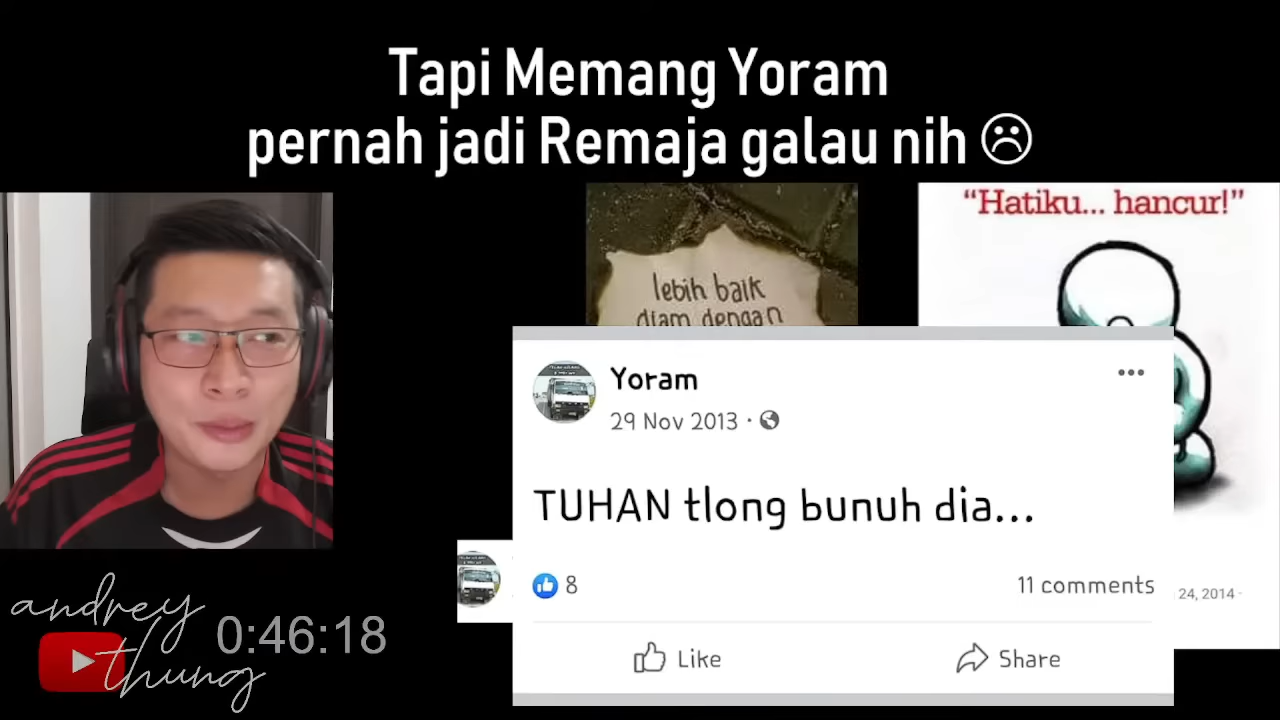 Tapi Memang Yoram
pernah jadi Remaja galau nih ☹
"Hatiku... hancur!"
lebih baik
diam dengan
Yoram
29 Nov 2013 ·
TUHAN tlong bunuh dia...
8
11 comments
24, 2014 ·
Like
Share
andrey
thung
0:46:18